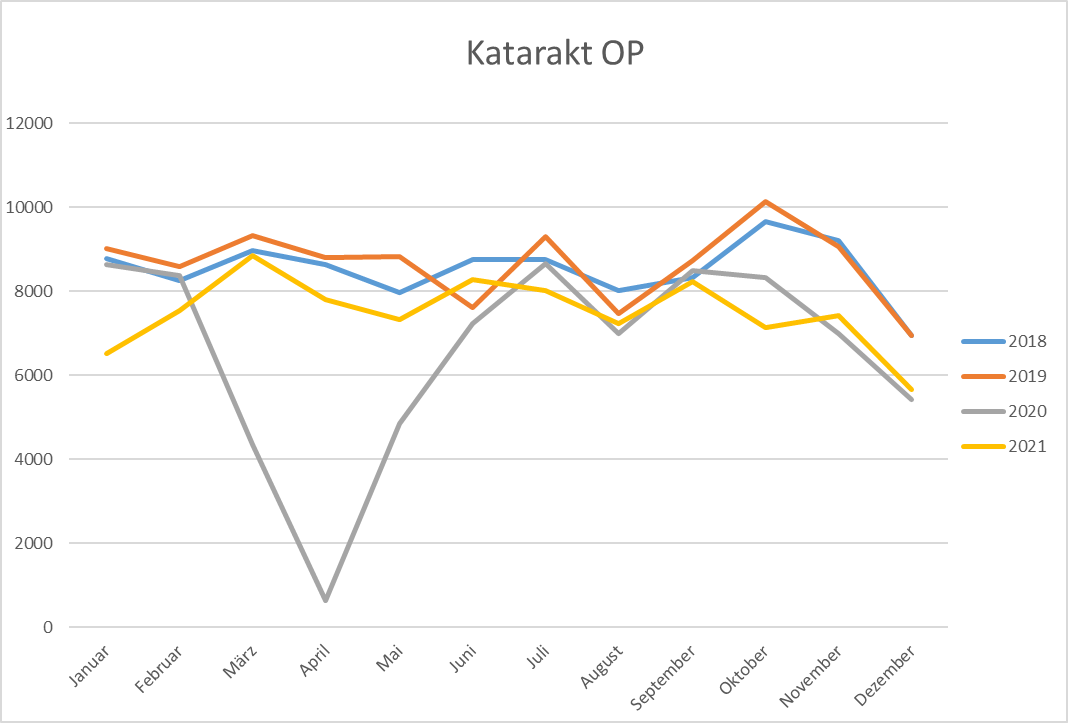 Katarakt OP
12000
10000
8000
6000
4000
2000
0
Januar
Februar
März
April
Mai
Juni
Juli
August
September
Oktober
November
Dezember
2018
2019
2020
2021